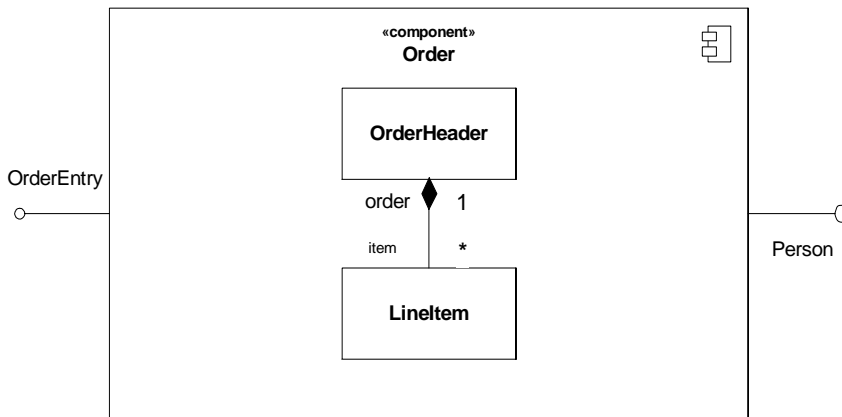 «component»
Order
OrderHeader
OrderEntry
order 1
item *
Person
LineItem